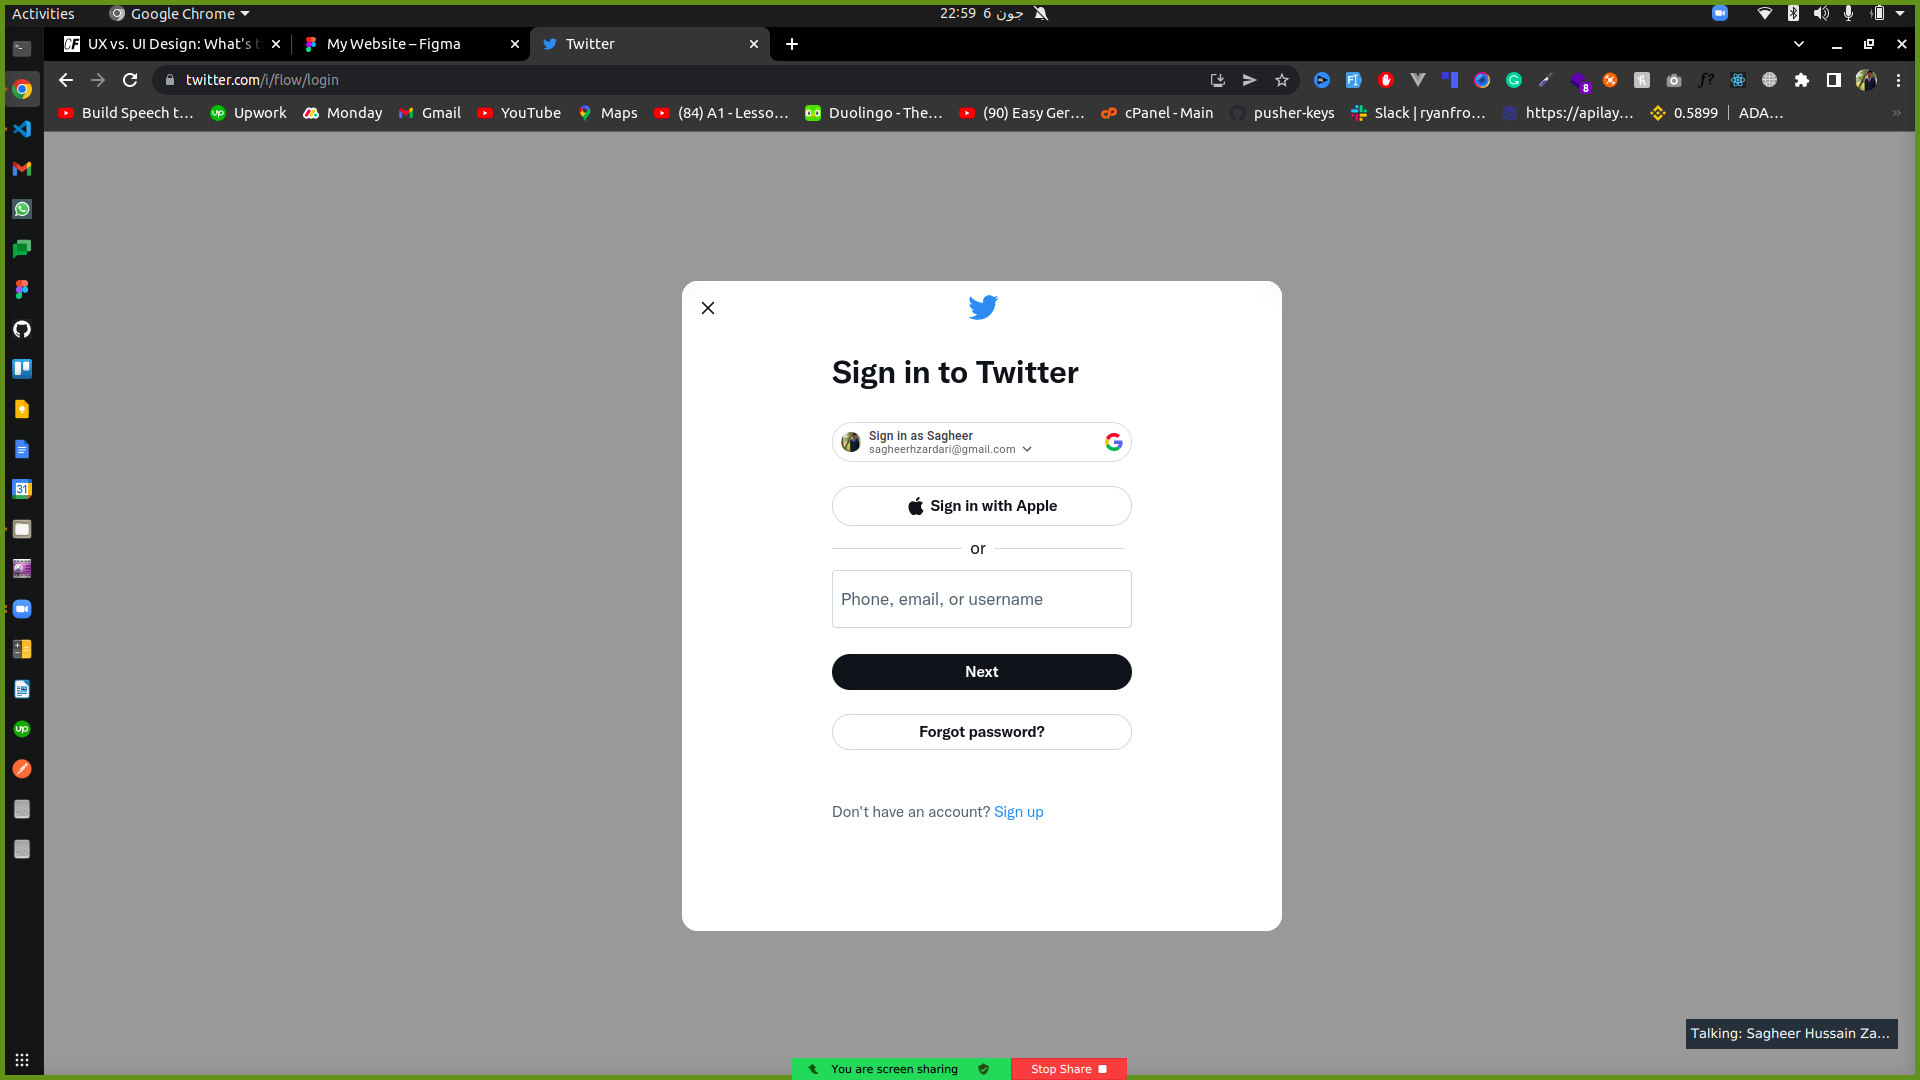 Activities
Google Chrome
22:59 6 جون
UX vs. UI Design: What's t
My Website – Figma
Twitter
twitter.com/i/flow/login
8
Build Speech t...
Upwork
Monday
Gmail
YouTube
Maps
(84) A1 - Lesso...
Duolingo - The...
(90) Easy Ger...
cPanel - Main
pusher-keys
Slack | ryanfro...
https://apilay...
0.5899 | ADA...
Sign in to Twitter
Sign in as Sagheer
sagheerhzardari@gmail.com
Sign in with Apple
or
Phone, email, or username
Next
Forgot password?
Don't have an account? Sign up
Talking: Sagheer Hussain Za...
You are screen sharing
Stop Share